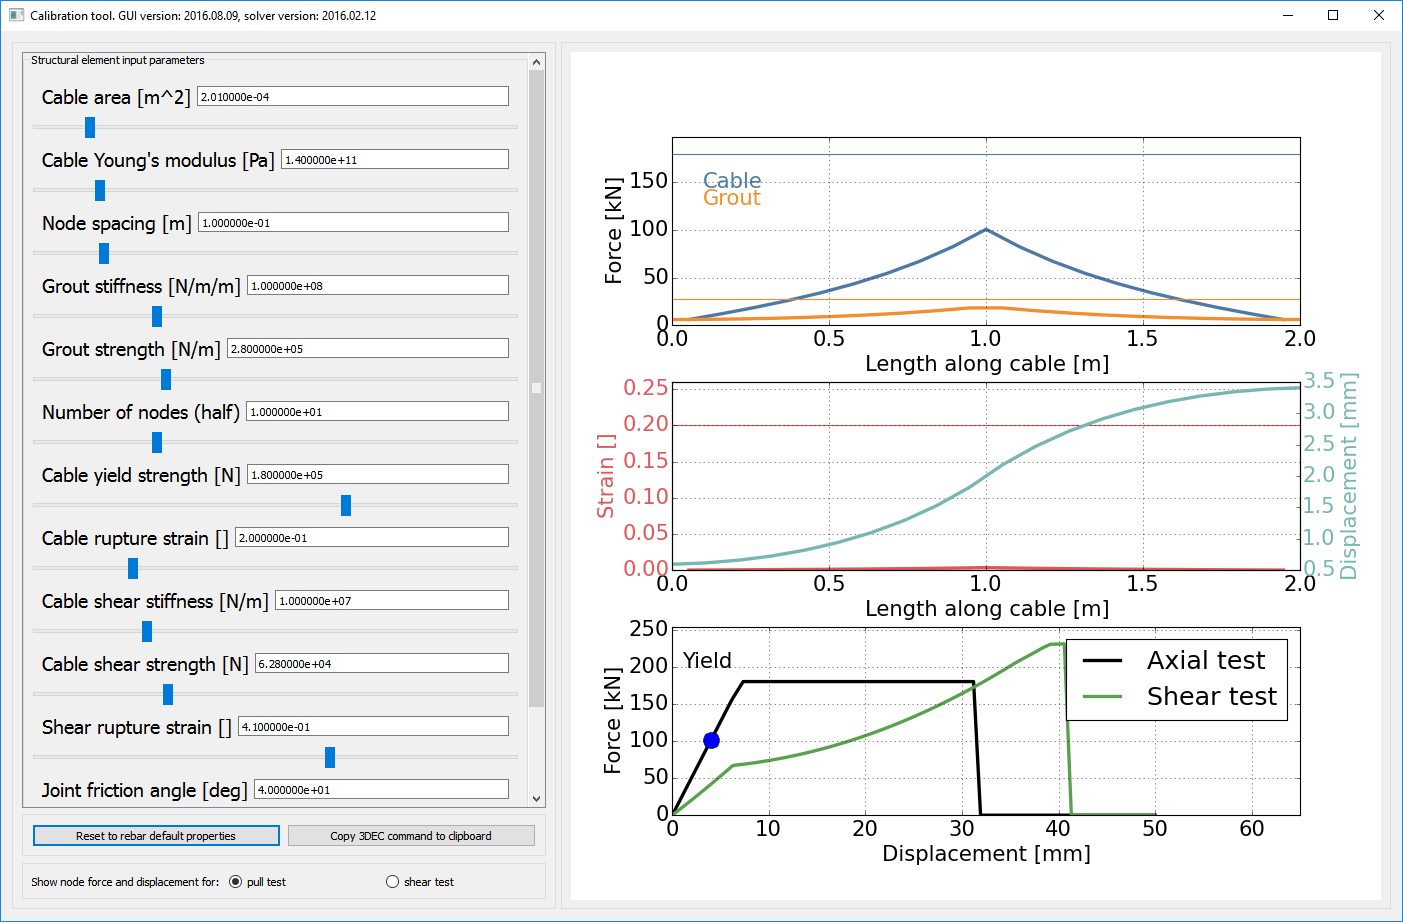 Calibration tool. GUI version: 2016.08.09, solver version: 2016.02.12
Structural element input parameters
Cable area [m^2] 2.010000e-04
Cable Young's modulus [Pa] 1.400000e+11
Node spacing [m] 1.000000e-01
Grout stiffness [N/m/m] 1.000000e+08
Grout strength [N/m] 2.800000e+05
Number of nodes (half) 1.000000e+01
Cable yield strength [N] 1.800000e+05
Cable rupture strain [] 2.000000e-01
Cable shear stiffness [N/m] 1.000000e+07
Cable shear strength [N] 6.280000e+04
Shear rupture strain [] 4.100000e-01
Joint friction angle [deg] 4.000000e+01
Reset to rebar default properties
Copy 3DEC command to clipboard
Show node force and displacement for: pull test shear test
Force [kN]
150
100
50
0
Cable
Grout
0.0 0.5 1.0 1.5 2.0
Length along cable [m]
Strain []
0.25
0.20
0.15
0.10
0.05
0.00
3.5
3.0
2.5
2.0
1.5
1.0
0.5
Displacement [mm]
0.0 0.5 1.0 1.5 2.0
Length along cable [m]
Force [kN]
250
200
150
100
50
0
Yield
Axial test
Shear test
0 10 20 30 40 50 60
Displacement [mm]